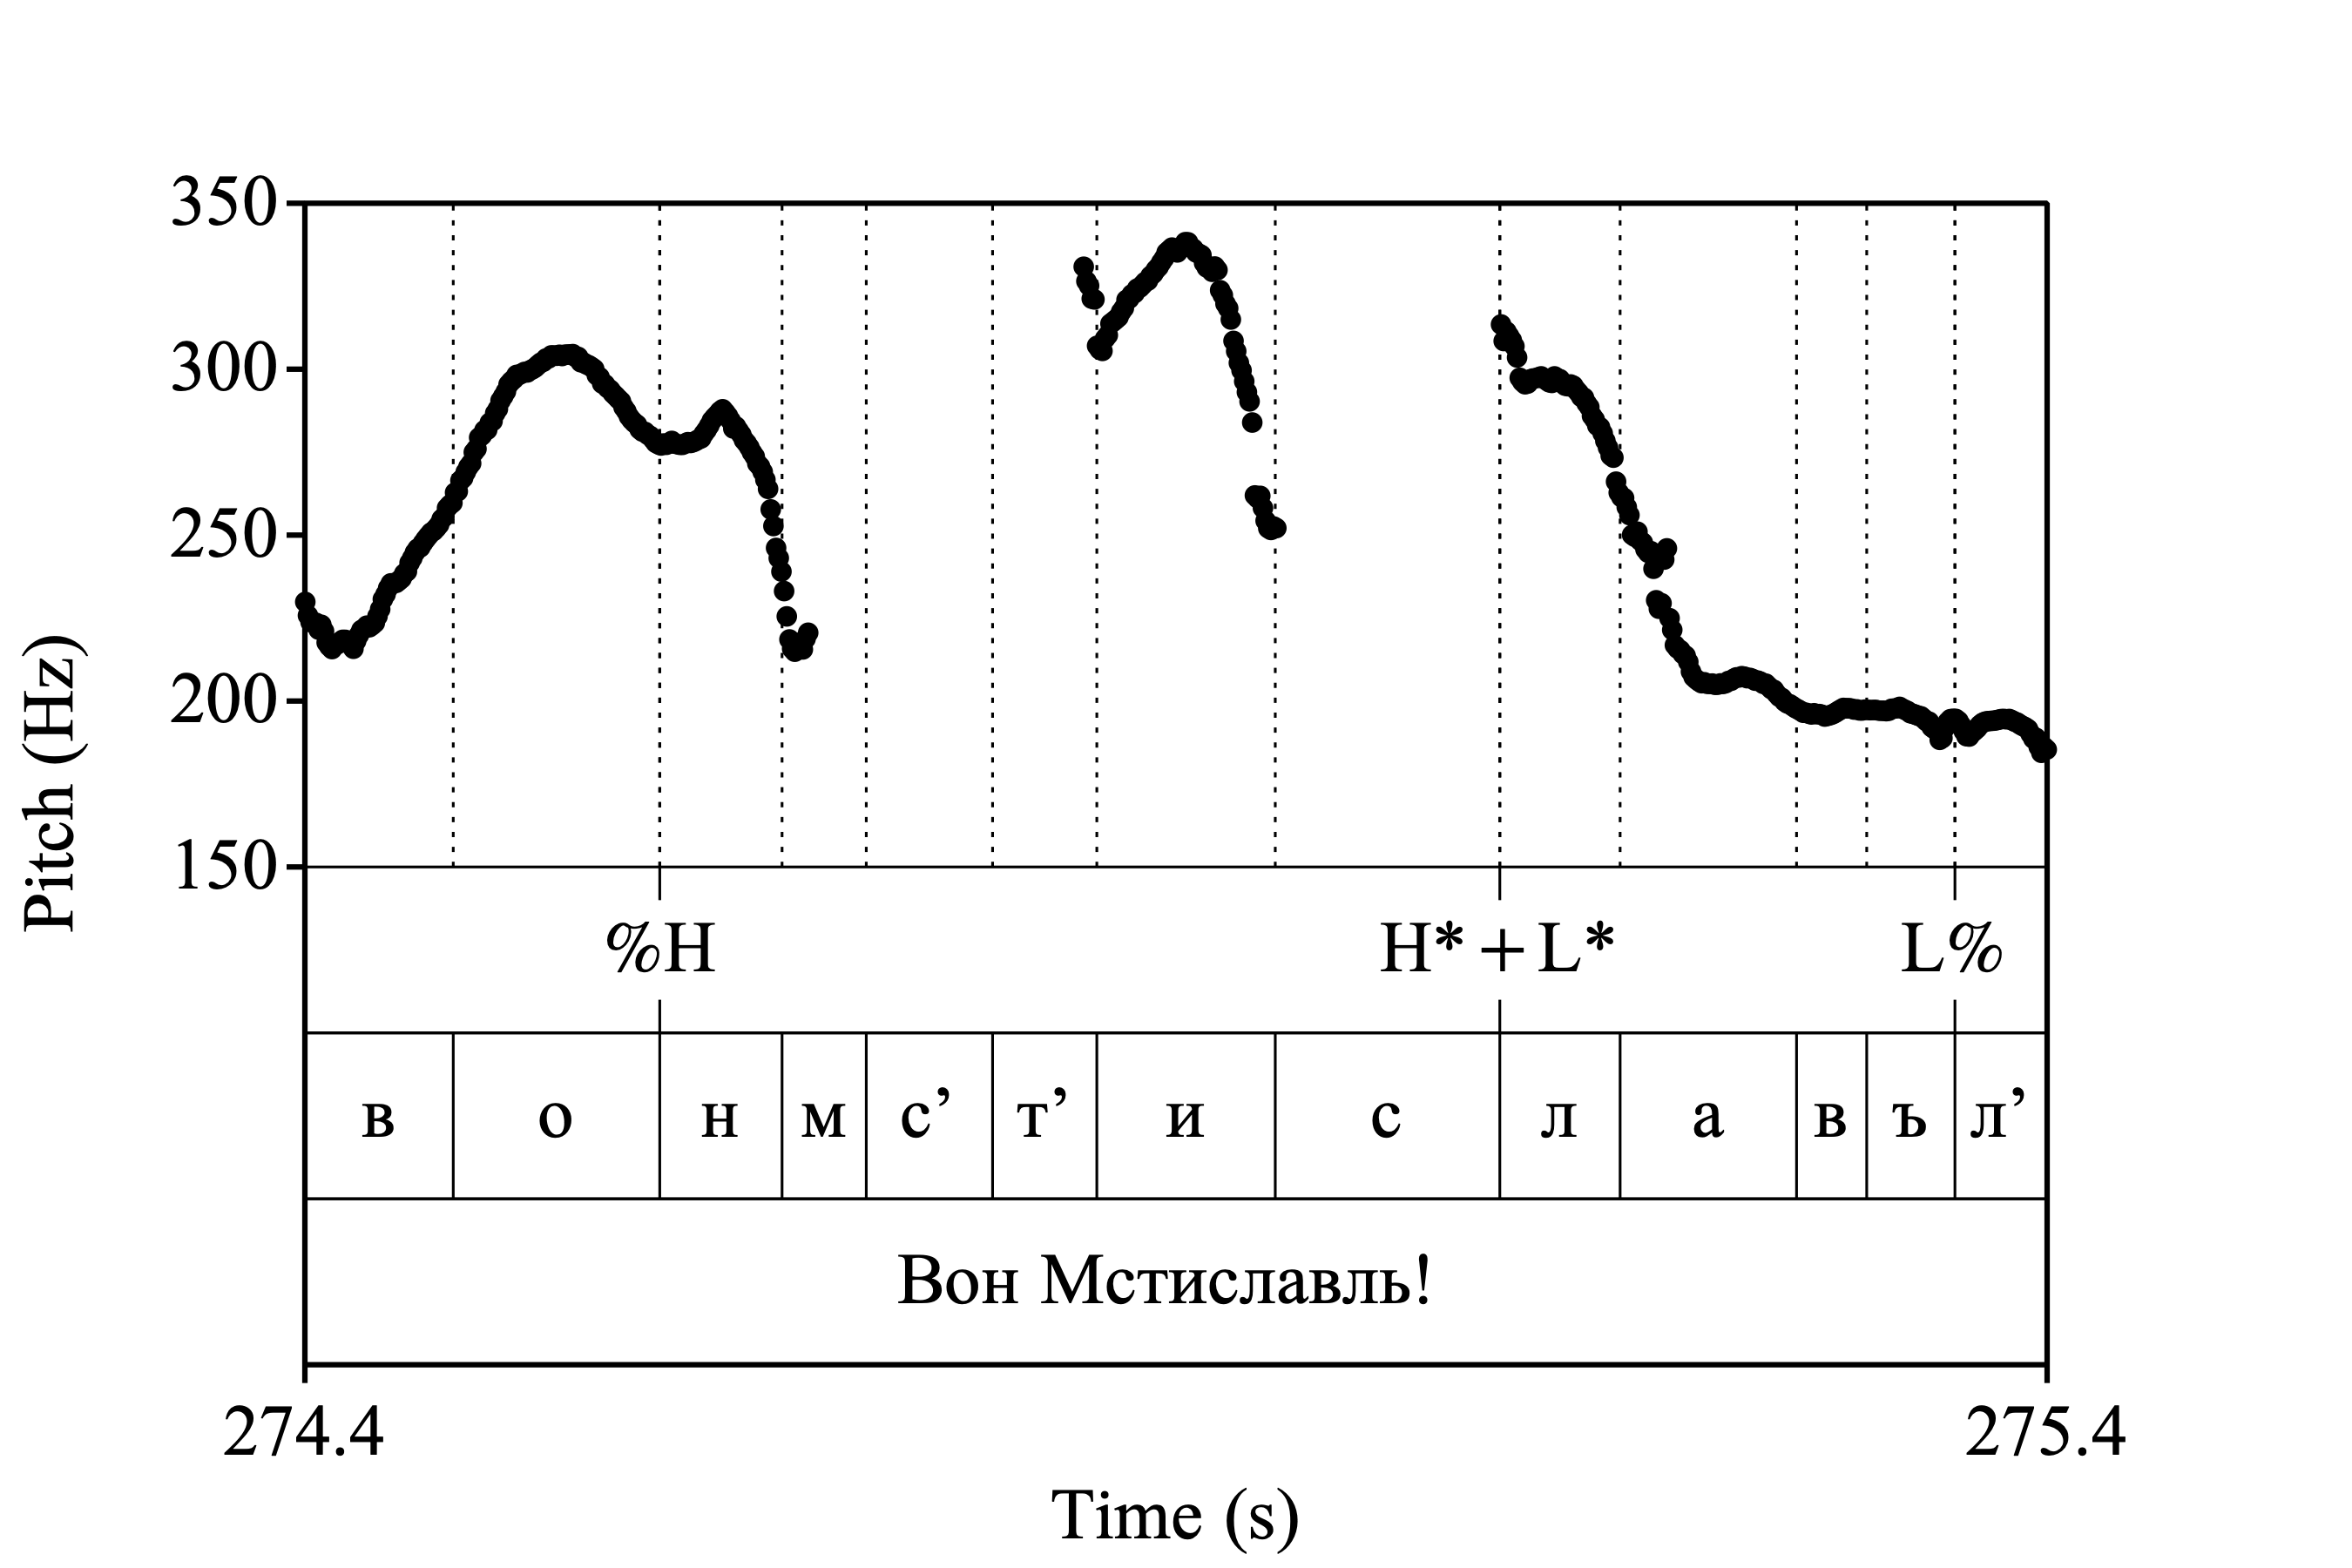 Pitch (Hz)
350
300
250
200
150
%H H*+L* L%
в о н м с’ т’ и с л а в ь л’
Вон Мстиславль!
274.4 275.4
Time (s)